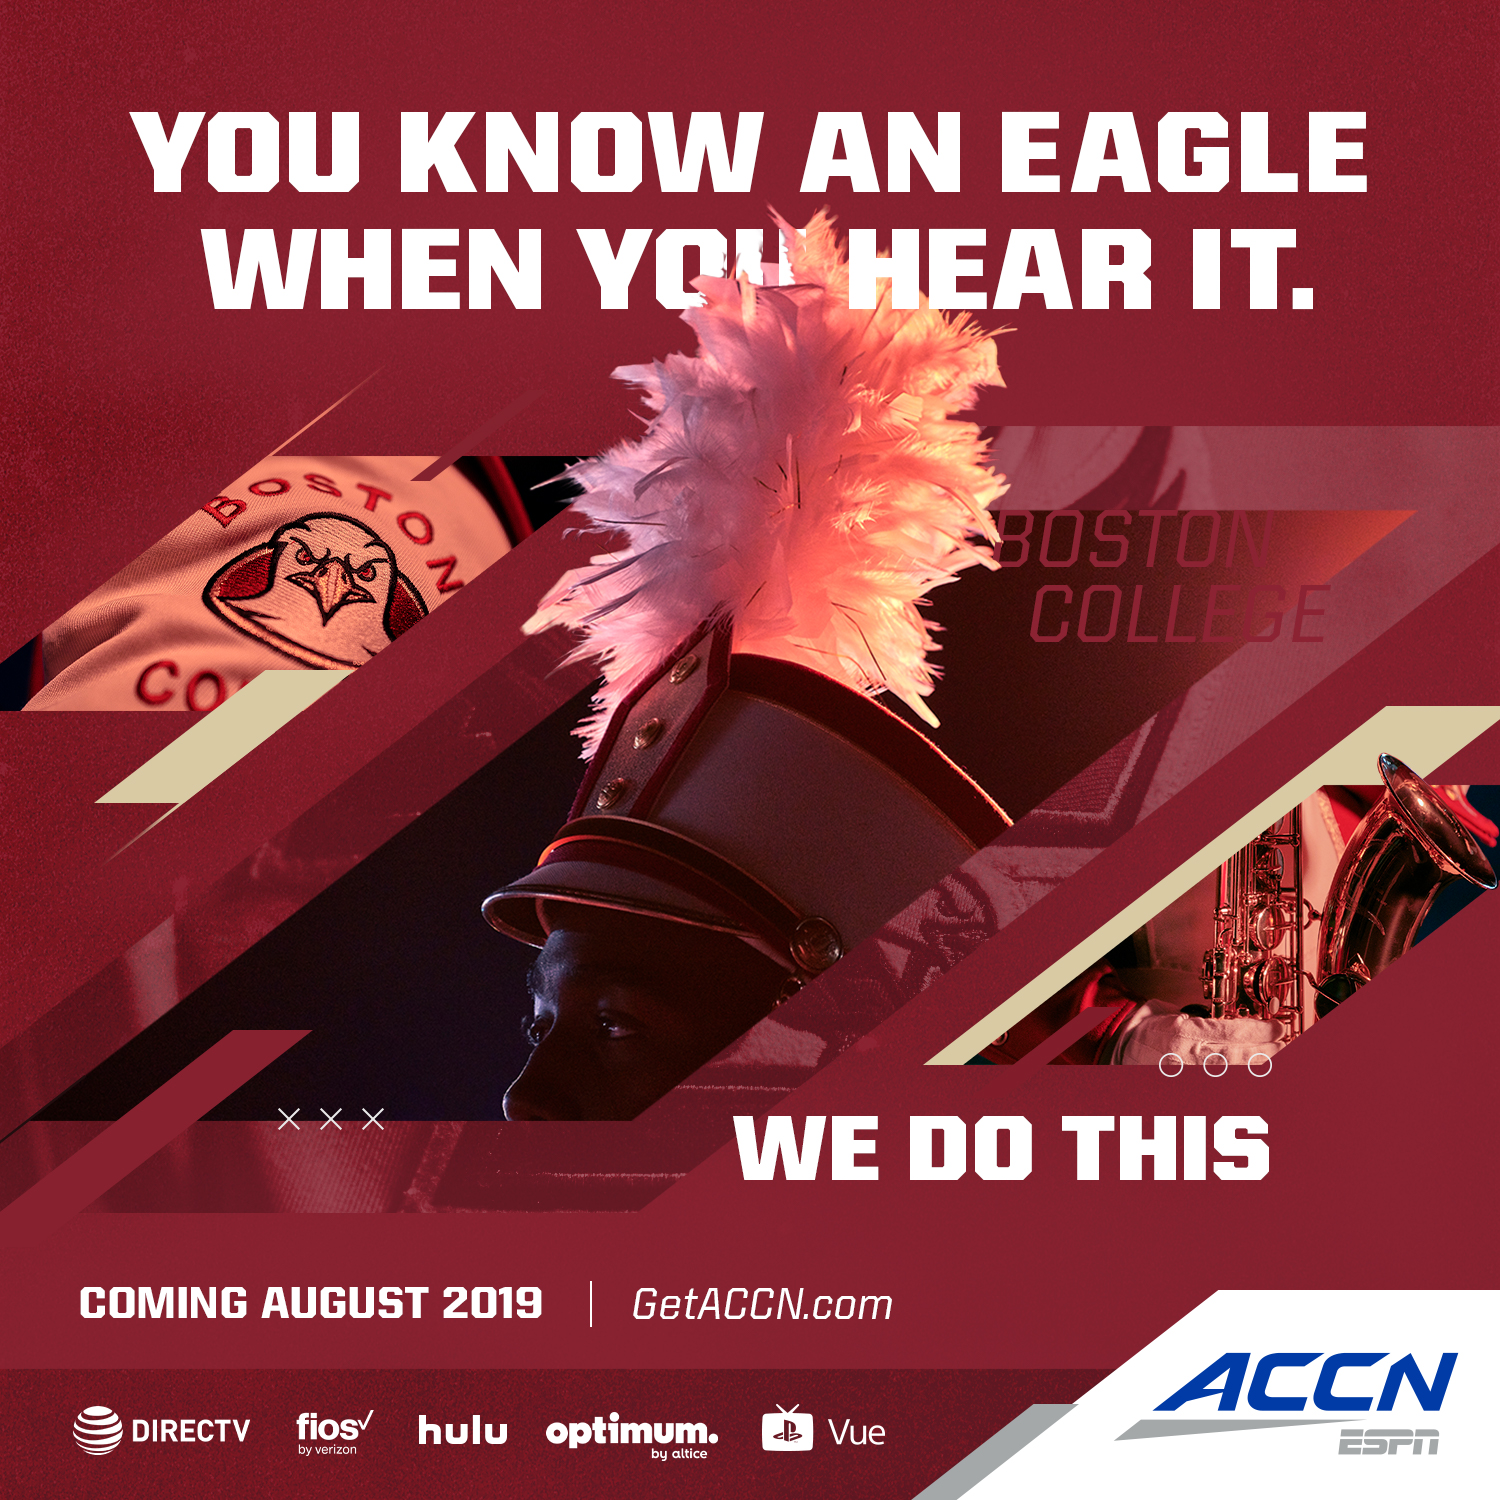 YOU KNOW AN EAGLE
WHEN YOU HEAR IT.
BOSTON
BOSTON
COLLEGE
WE DO THIS
COMING AUGUST 2019
GetACCN.com
DIRECTV
fios
by verizon
hulu
optimum.
by altice
Vue
ACCN
ESPN